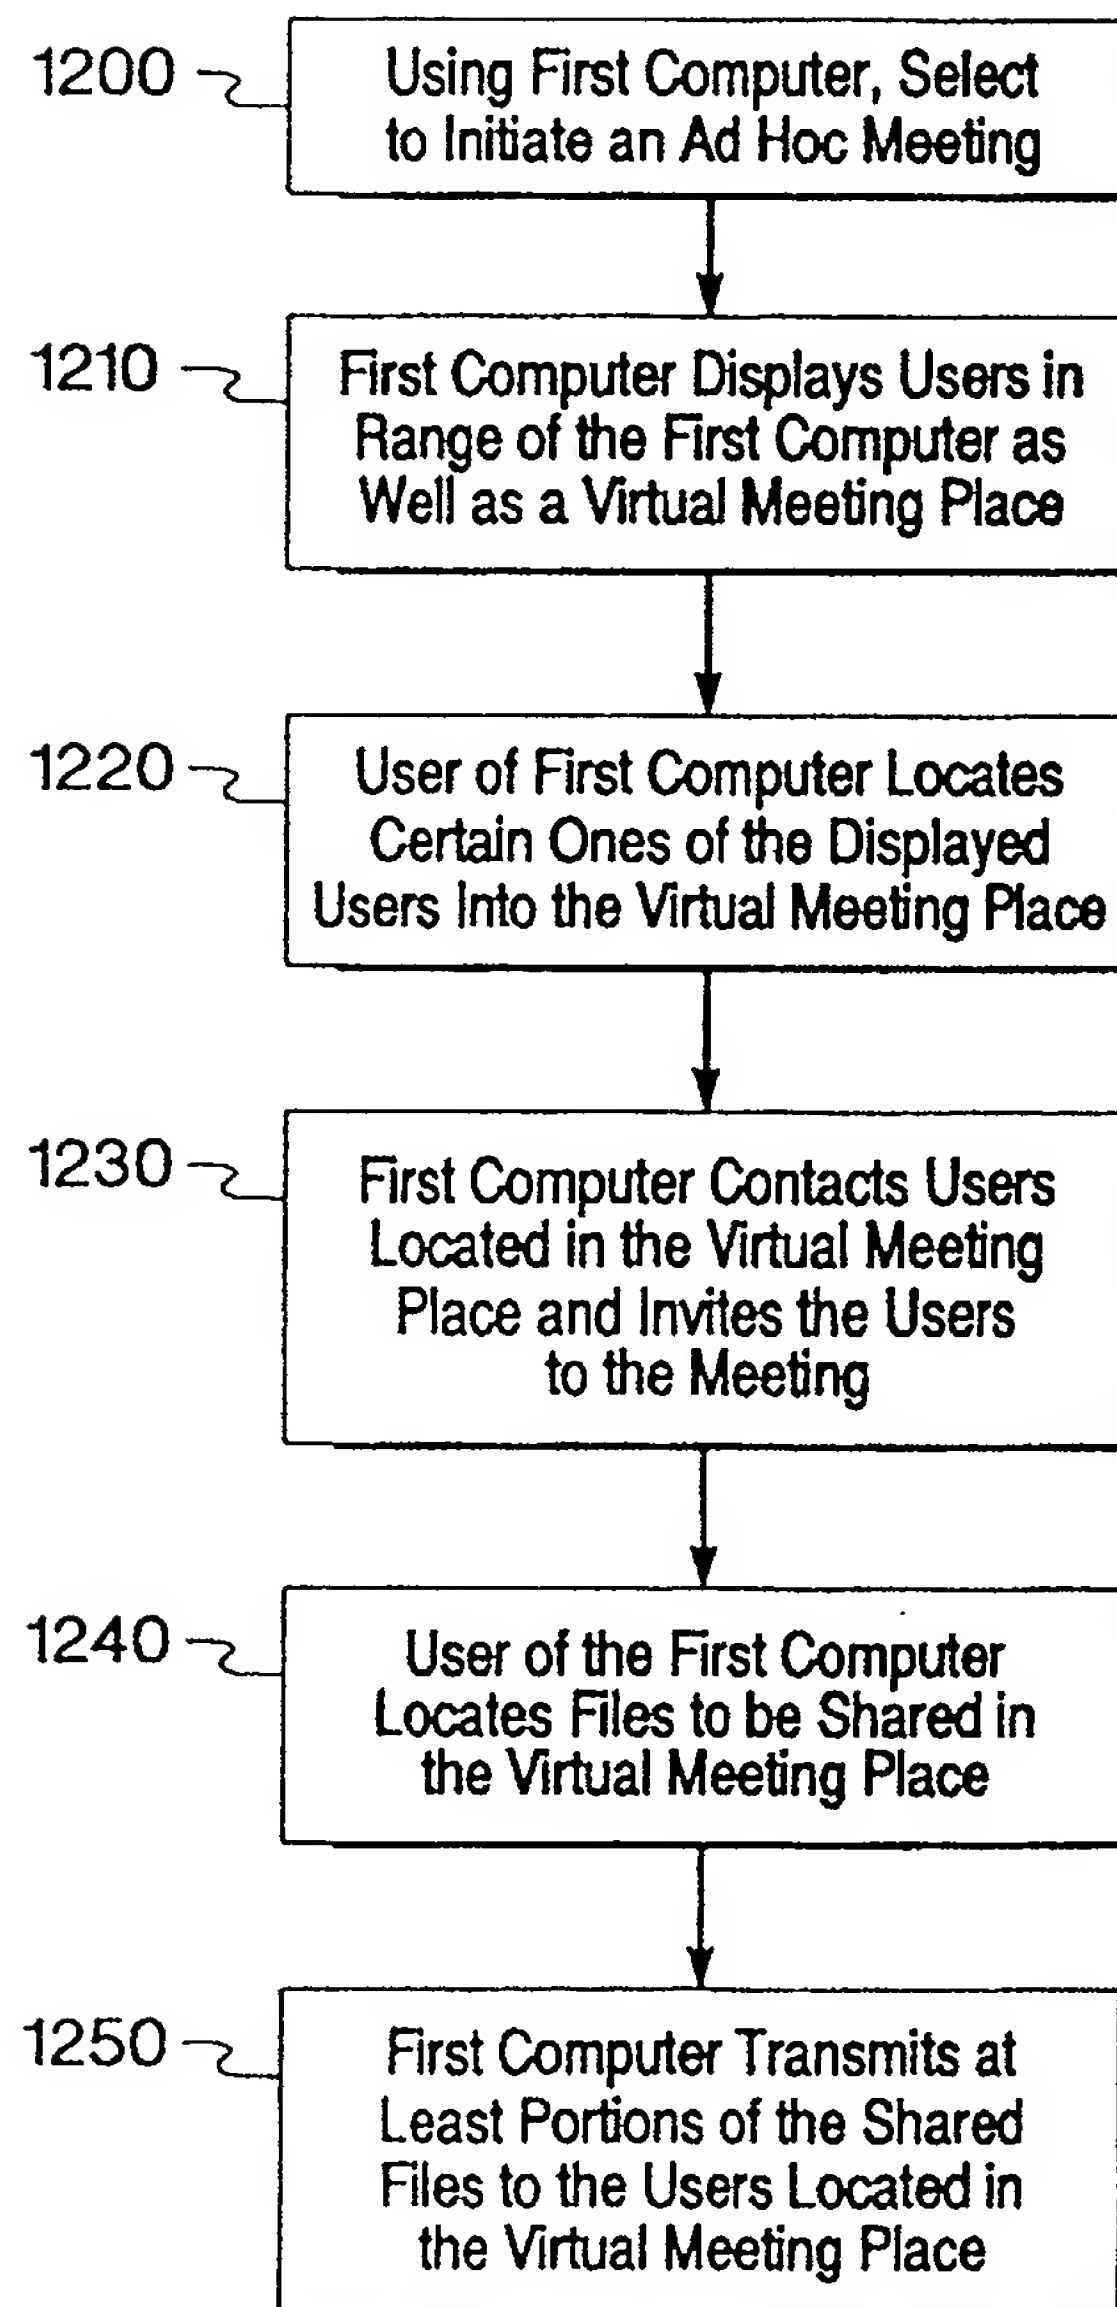 1200
Using First Computer, Select
to Initiate an Ad Hoc Meeting
1210
First Computer Displays Users in
Range of the First Computer as
Well as a Virtual Meeting Place
1220
User of First Computer Locates
Certain Ones of the Displayed
Users Into the Virtual Meeting Place
1230
First Computer Contacts Users
Located in the Virtual Meeting
Place and Invites the Users
to the Meeting
1240
User of the First Computer
Locates Files to be Shared in
the Virtual Meeting Place
1250
First Computer Transmits at
Least Portions of the Shared
Files to the Users Located in
the Virtual Meeting Place